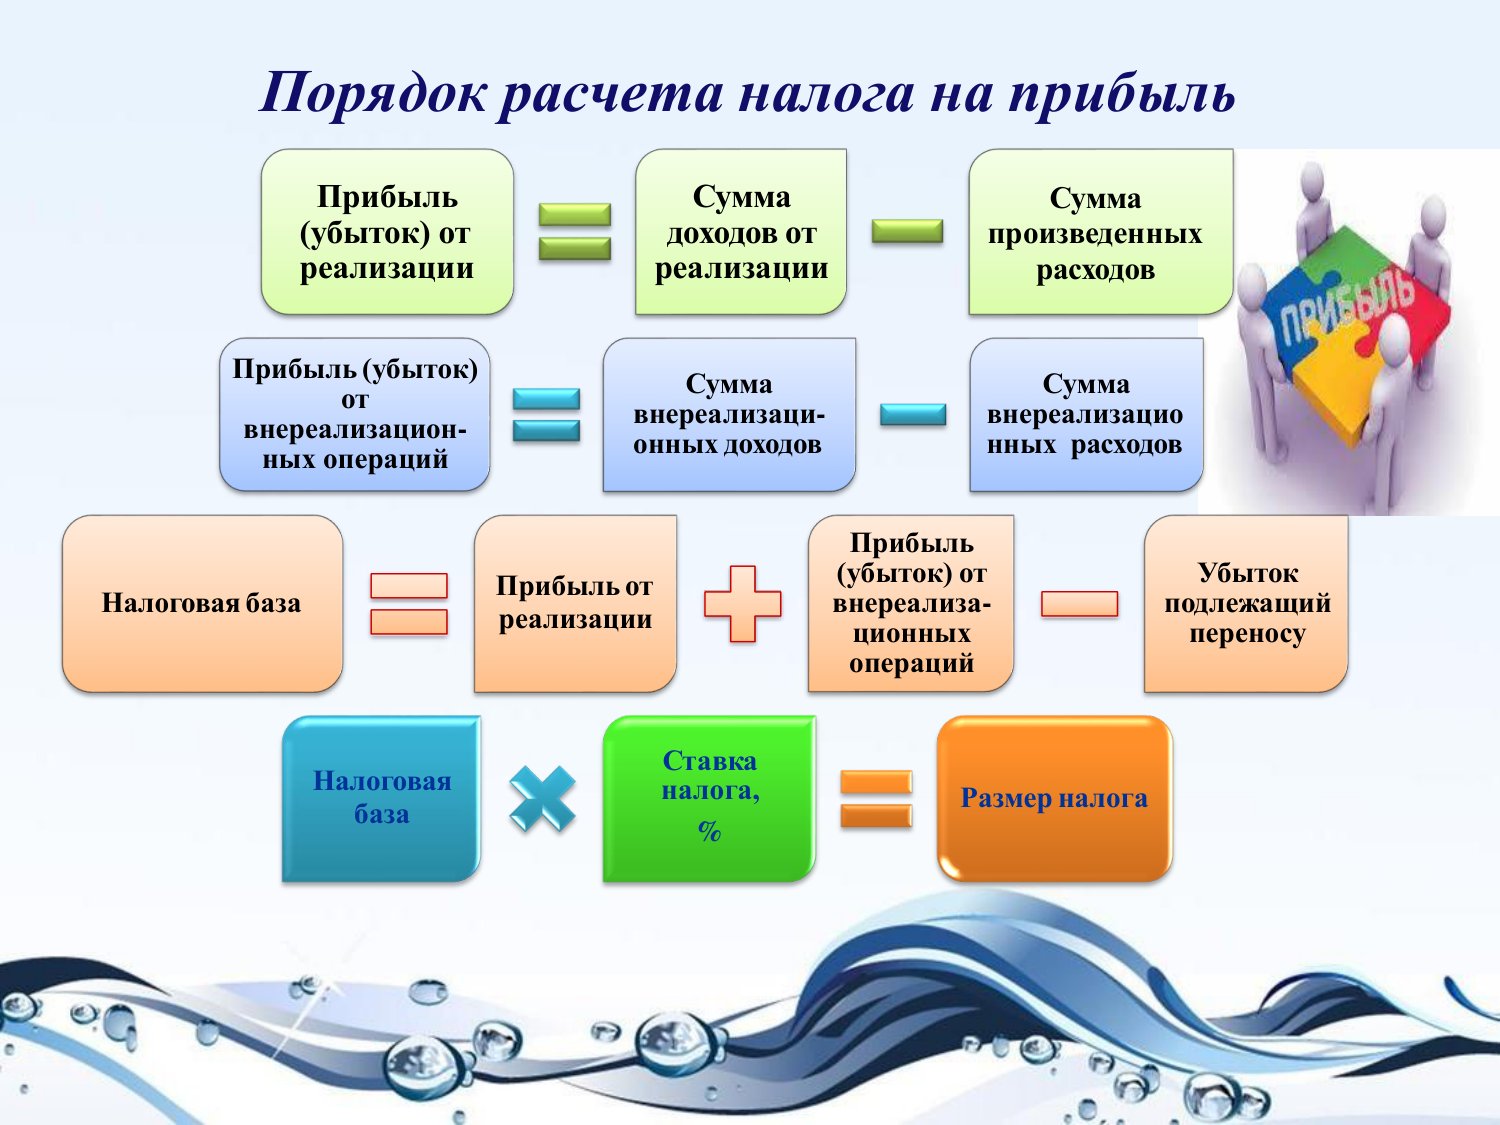 Порядок расчета налога на прибыль
Прибыль
(убыток) от
реализации
Сумма
доходов от
реализации
Сумма
произведенных
расходов
ПРИБЫЛЬ
Прибыль (убыток)
от
внереализацион-
ных операций
Сумма
внереализаци-
онных доходов
Сумма
внереализацио
нных расходов
Налоговая база
Прибыль от
реализации
Прибыль
(убыток) от
внереализа-
ционных
операций
Убыток
подлежащий
переносу
Налоговая
база
Ставка
налога,
%
Размер налога